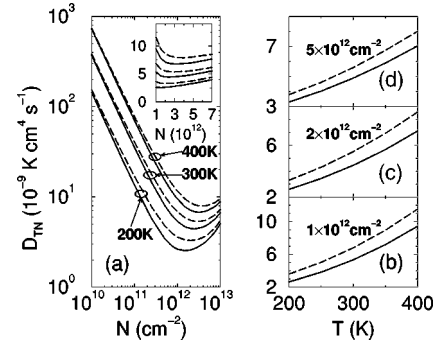 10³
10²
10¹
10⁰
D_TN (10⁻⁹ K cm⁴ s⁻¹)
10¹⁰ 10¹¹ 10¹² 10¹³
N (cm⁻²)
(a)
200K
300K
400K
10
5
0
1 3 5 7
N (10¹²)
7
3
5×10¹²cm⁻²
(d)
6
2
2×10¹²cm⁻²
(c)
10
6
2
1×10¹²cm⁻²
(b)
200 300 400
T (K)